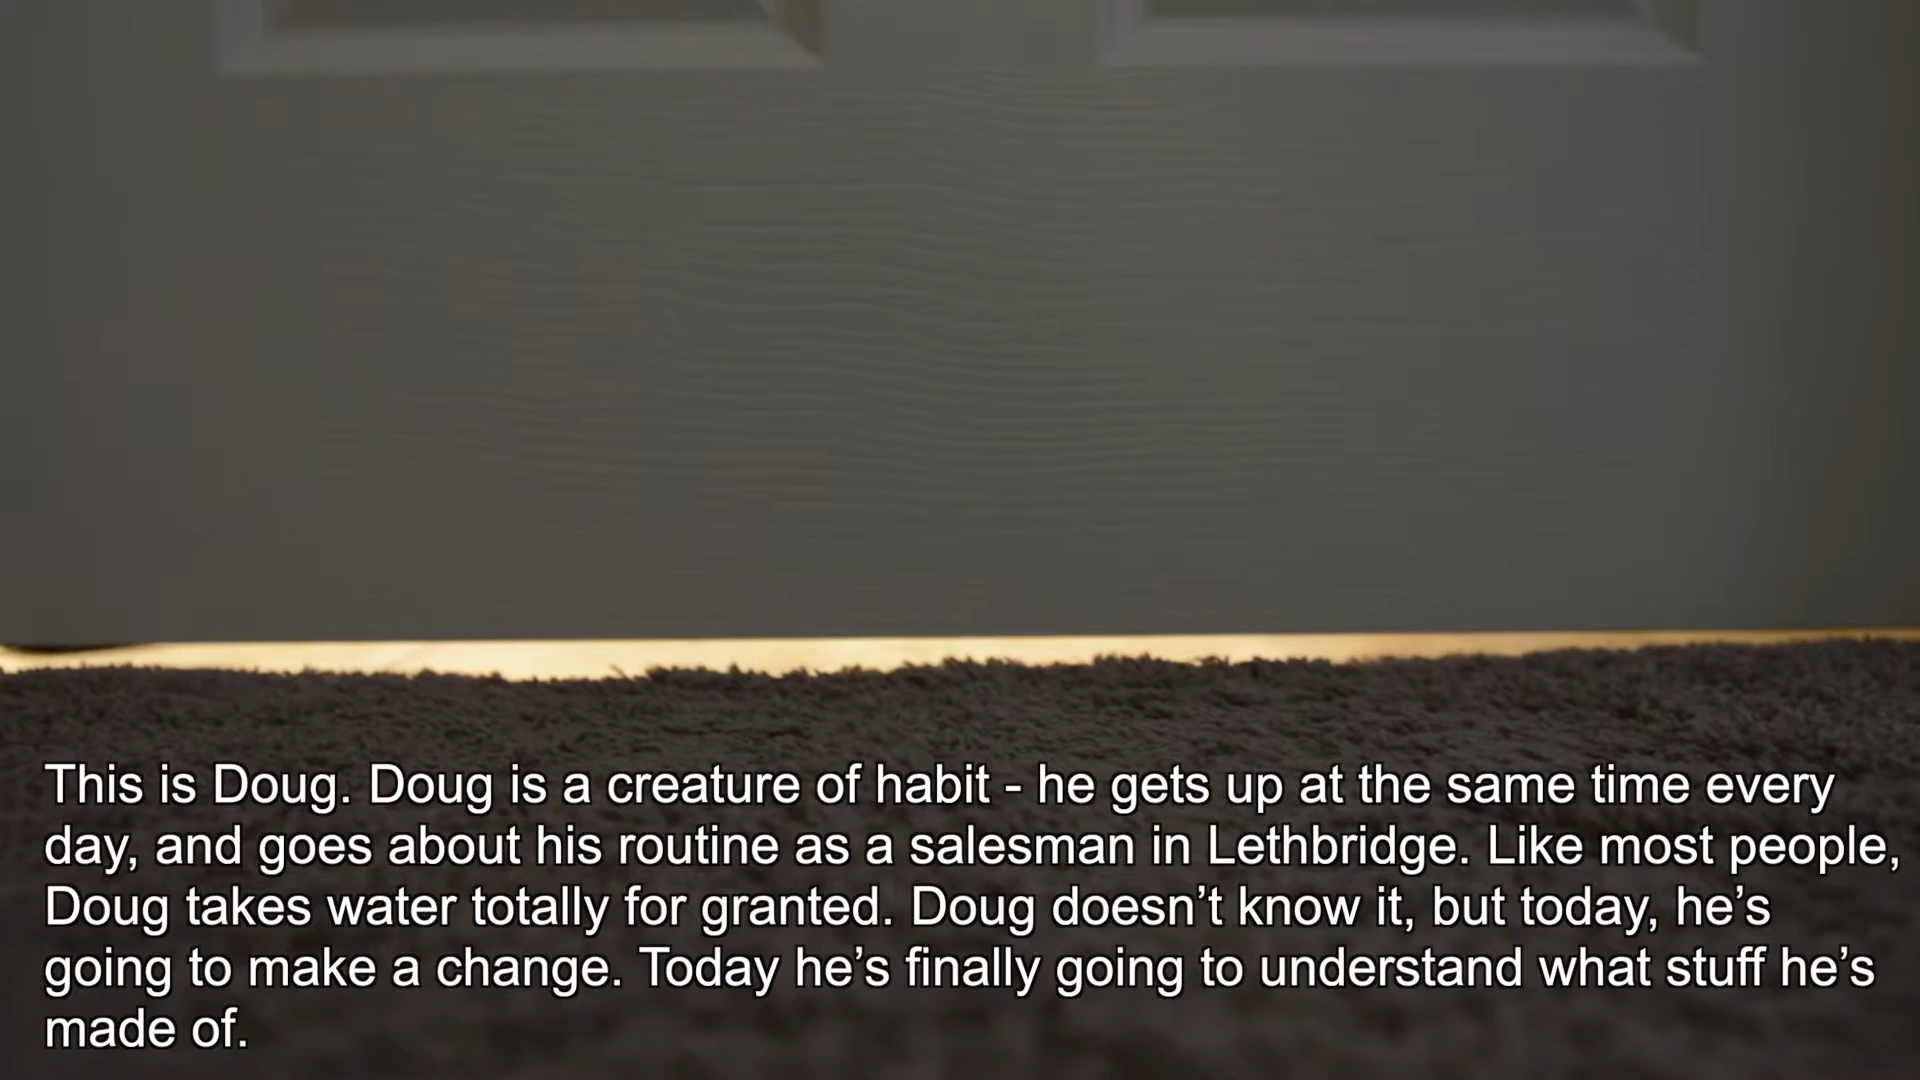 This is Doug. Doug is a creature of habit - he gets up at the same time every
day, and goes about his routine as a salesman in Lethbridge. Like most people,
Doug takes water totally for granted. Doug doesn’t know it, but today, he’s
going to make a change. Today he’s finally going to understand what stuff he’s
made of.